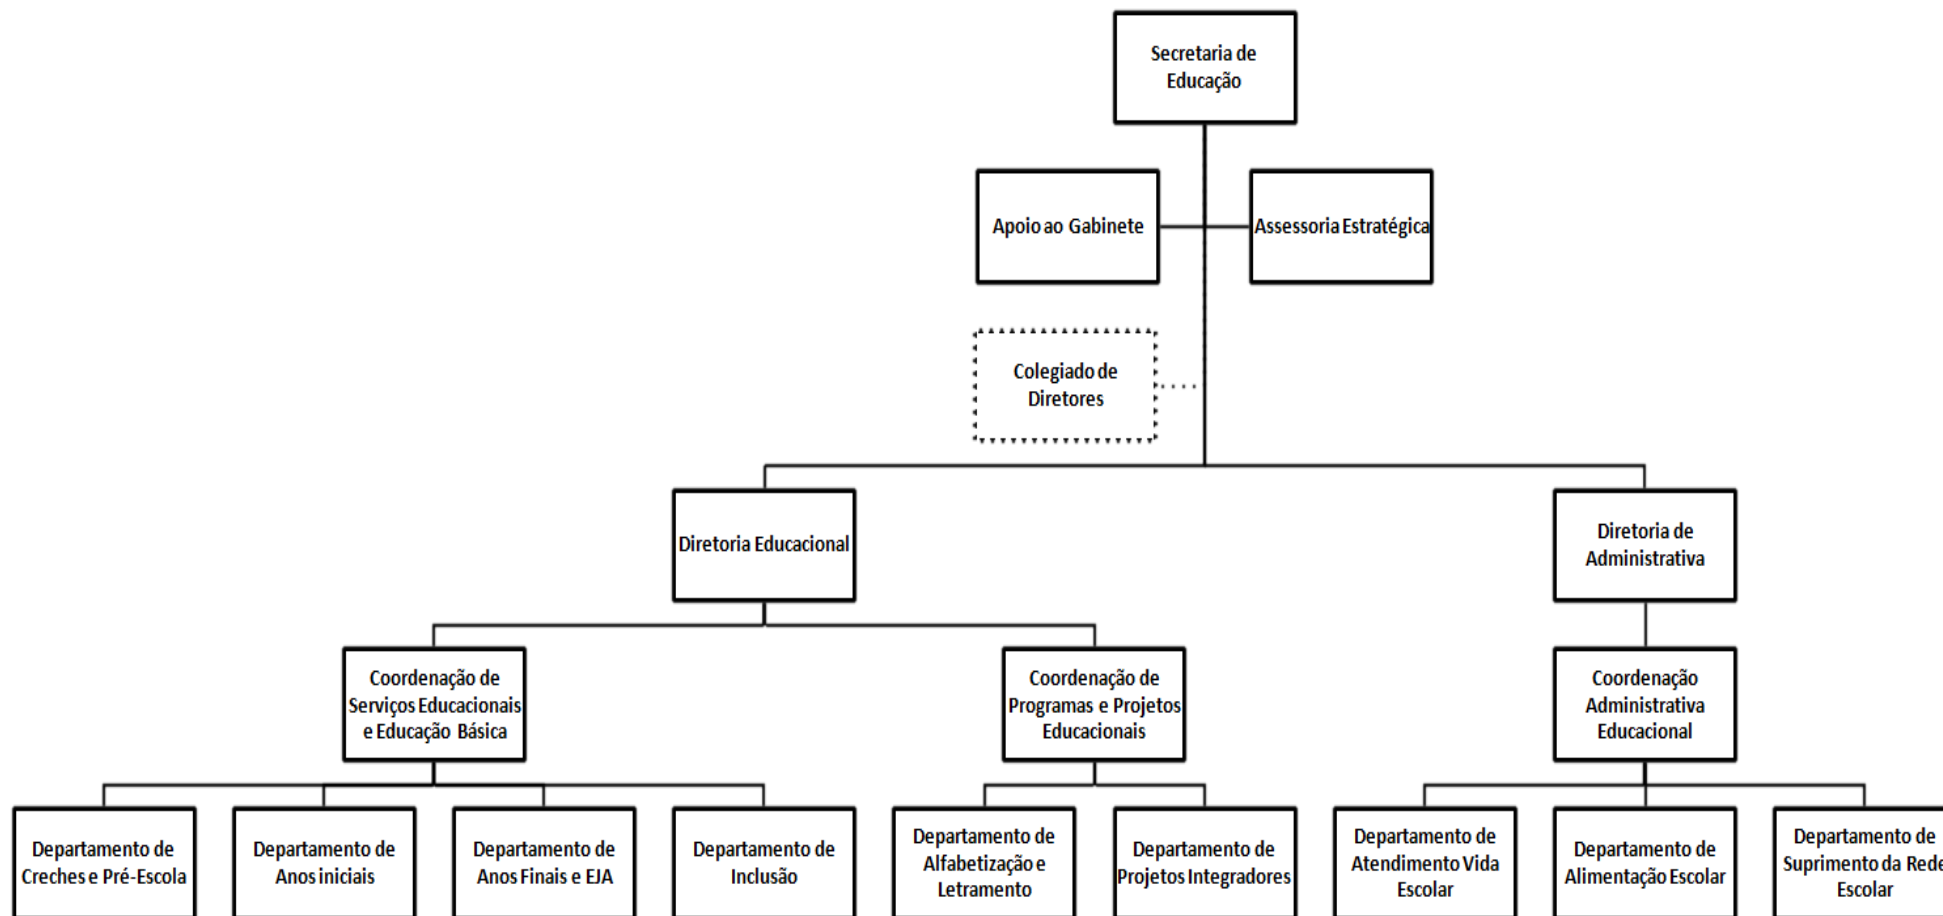 Secretaria de
Educação
Apoio ao Gabinete
Assessoria Estratégica
Colegiado de
Diretores
Diretoria Educacional
Diretoria de
Administrativa
Coordenação de
Serviços Educacionais
e Educação Básica
Coordenação de
Programas e Projetos
Educacionais
Coordenação
Administrativa
Educacional
Departamento de
Creches e Pré-Escola
Departamento de
Anos iniciais
Departamento de
Anos Finais e EJA
Departamento de
Inclusão
Departamento de
Alfabetização e
Letramento
Departamento de
Projetos Integradores
Departamento de
Atendimento Vida
Escolar
Departamento de
Alimentação Escolar
Departamento de
Suprimento da Rede
Escolar